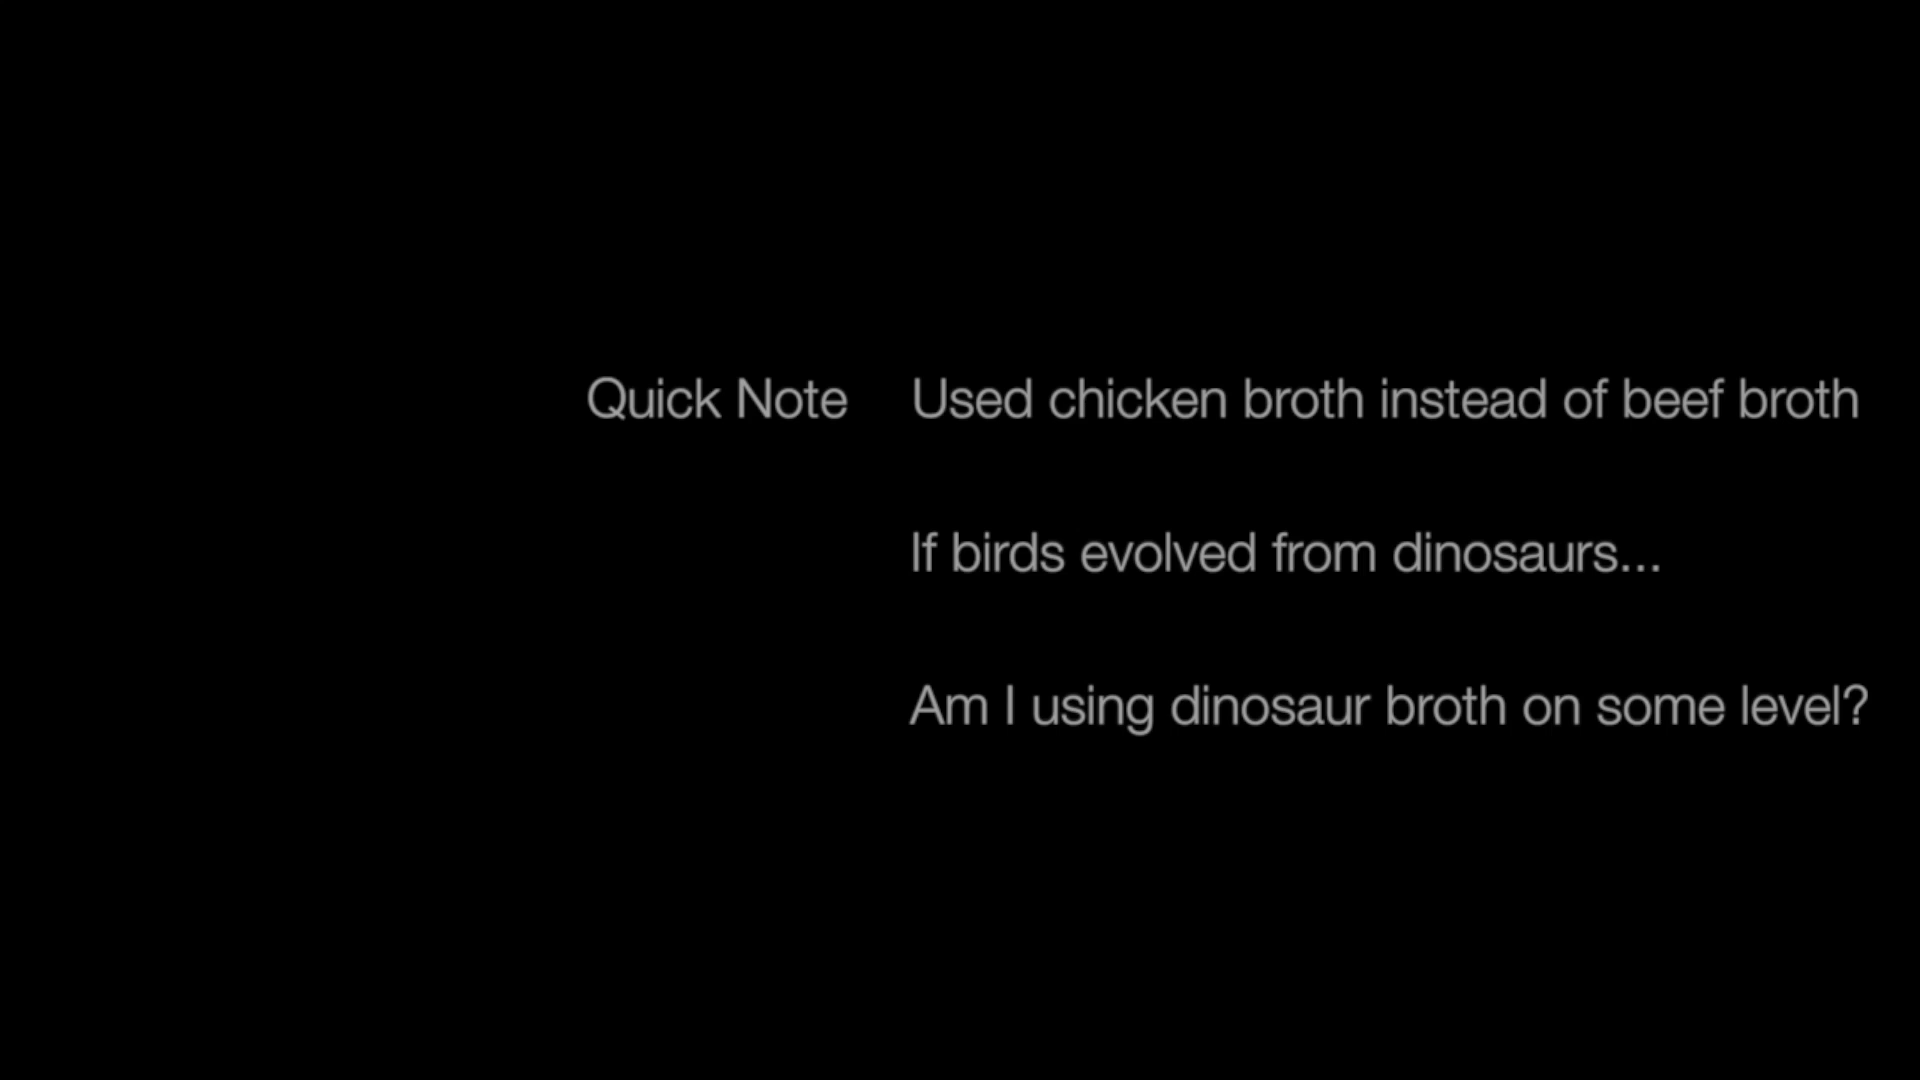 Quick Note Used chicken broth instead of beef broth
If birds evolved from dinosaurs...
Am I using dinosaur broth on some level?